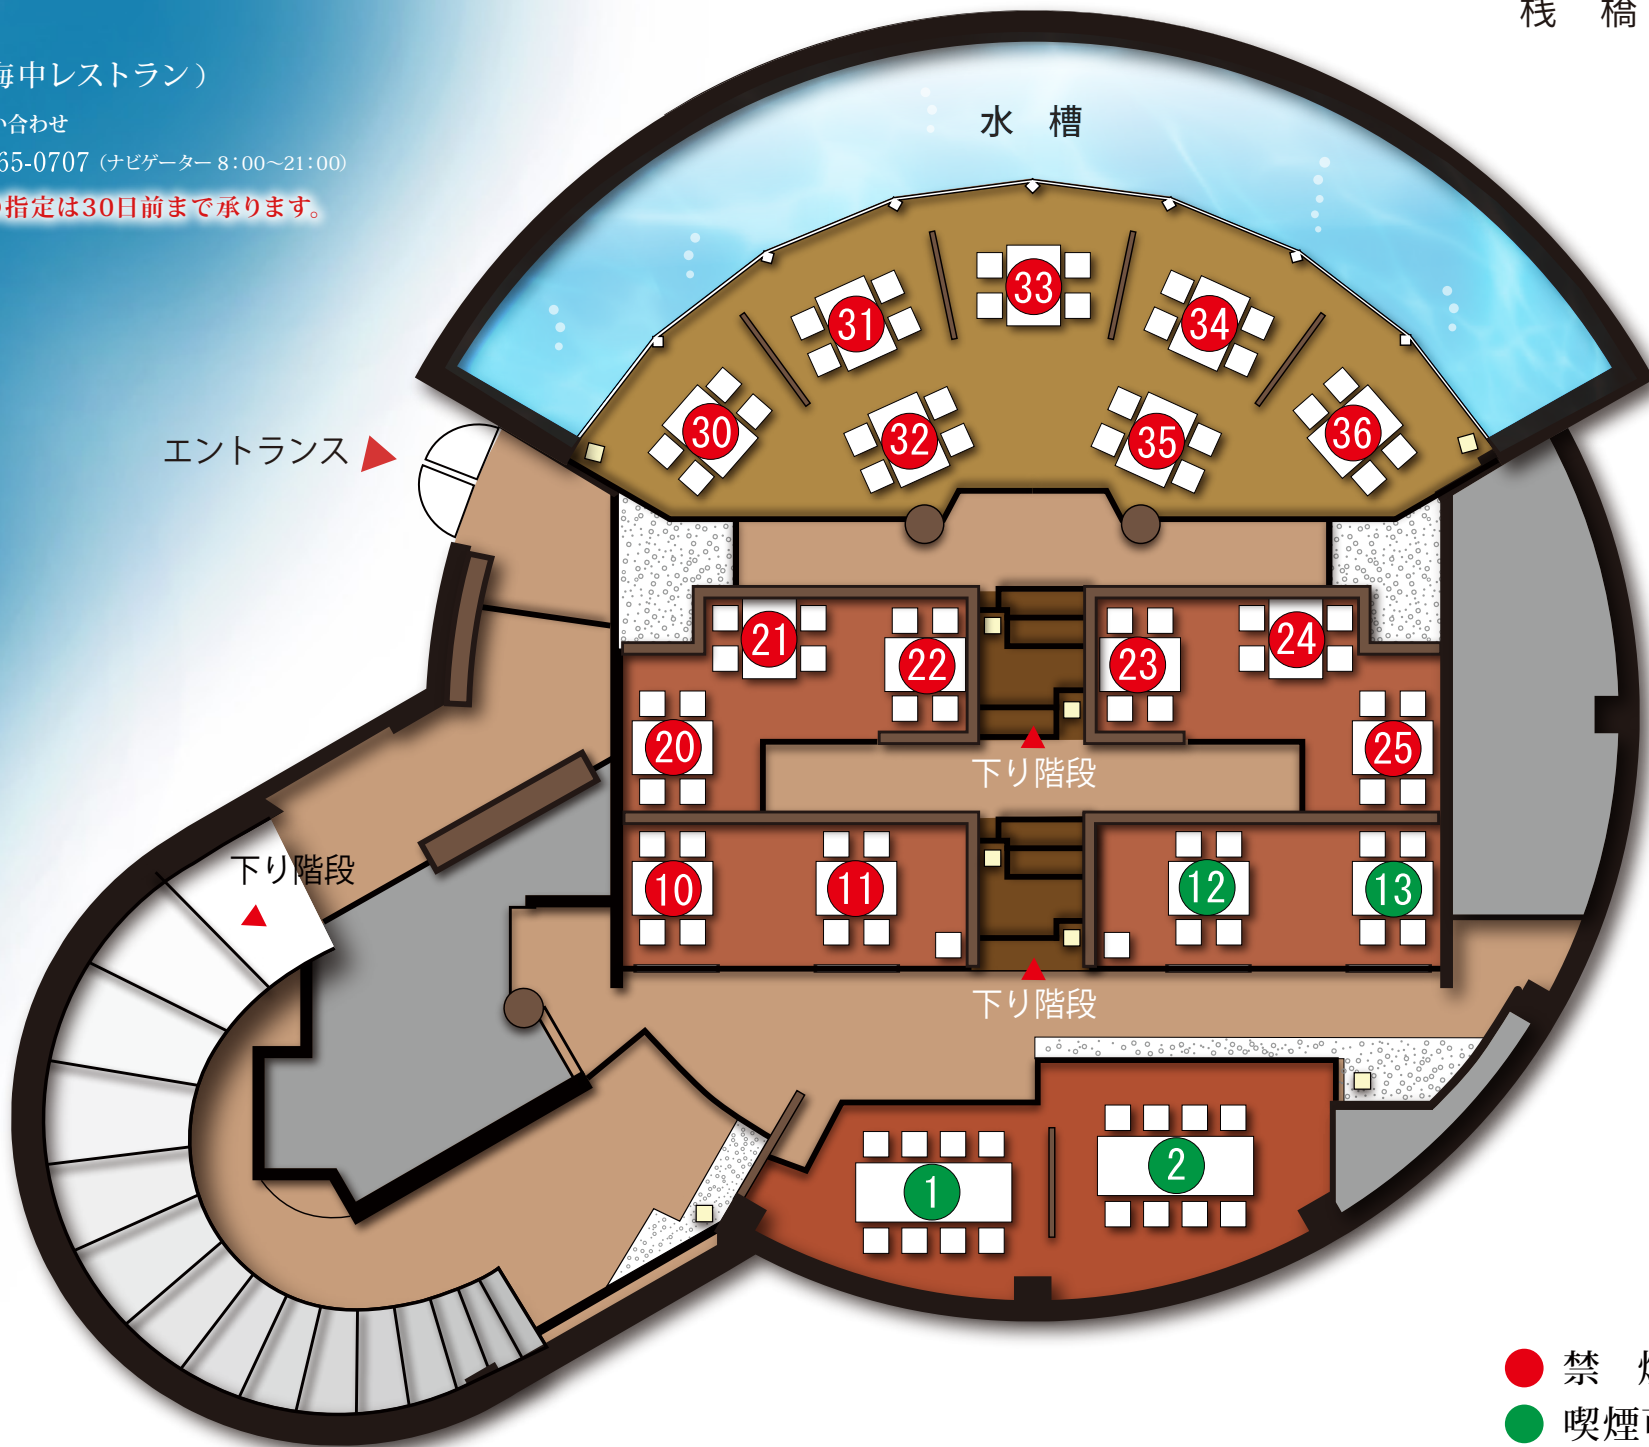 桟　橋
海中レストラン）
い合わせ
65-0707（ナビゲーター 8：00～21：00）
の指定は30日前まで承ります。
水　槽
33
31
34
30
32
35
36
エントランス
21
22
23
24
20
25
下り階段
10
11
12
13
下り階段
下り階段
1
2
禁　煙
喫煙可